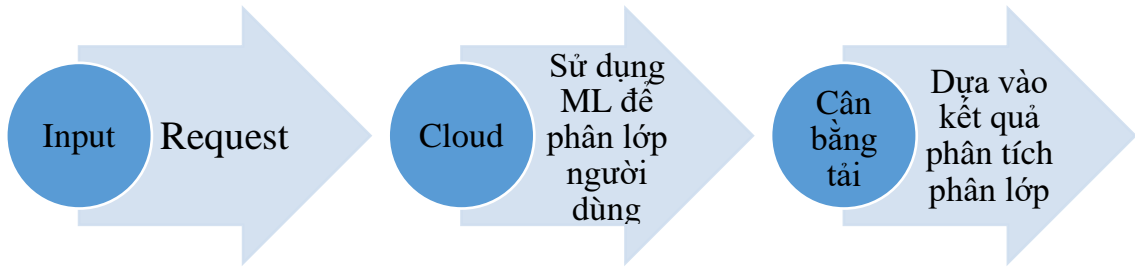 Input
Request
Cloud
Sử dụng
ML để
phân lớp
người
dùng
Cân
bằng
tải
Dựa vào
kết quả
phân tích
phân lớp